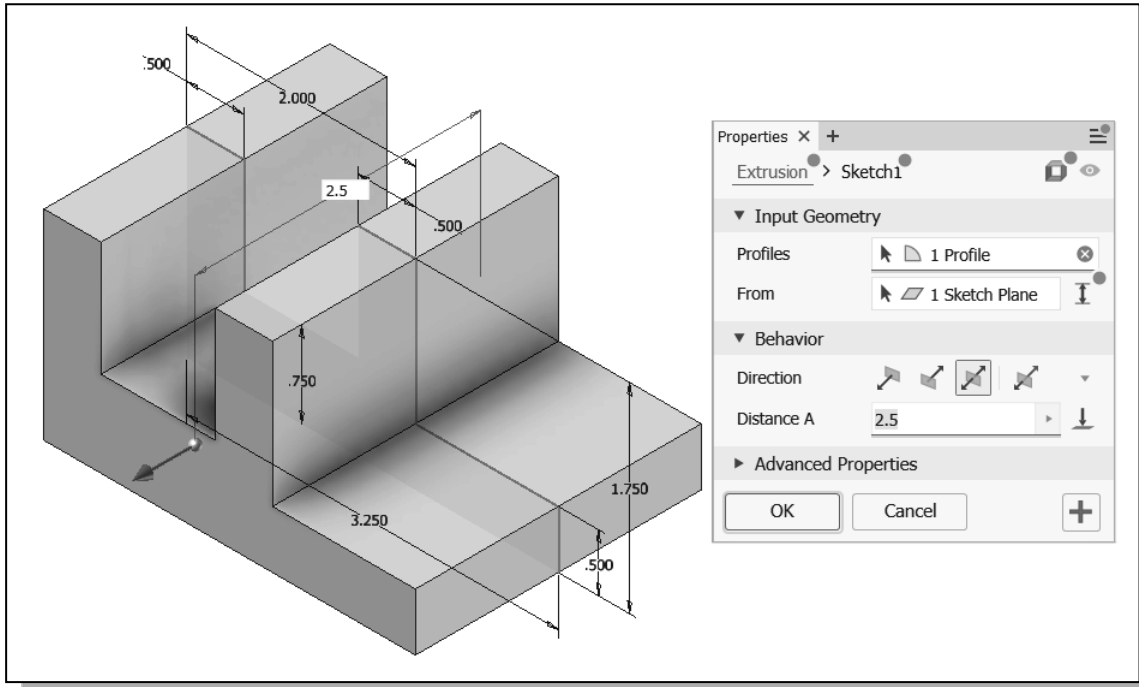 .500
2.000
2.5
.500
.750
3.250
1.750
.500
Properties × +
Extrusion > Sketch1
Input Geometry
Profiles 1 Profile
From 1 Sketch Plane
Behavior
Direction
Distance A 2.5
Advanced Properties
OK Cancel